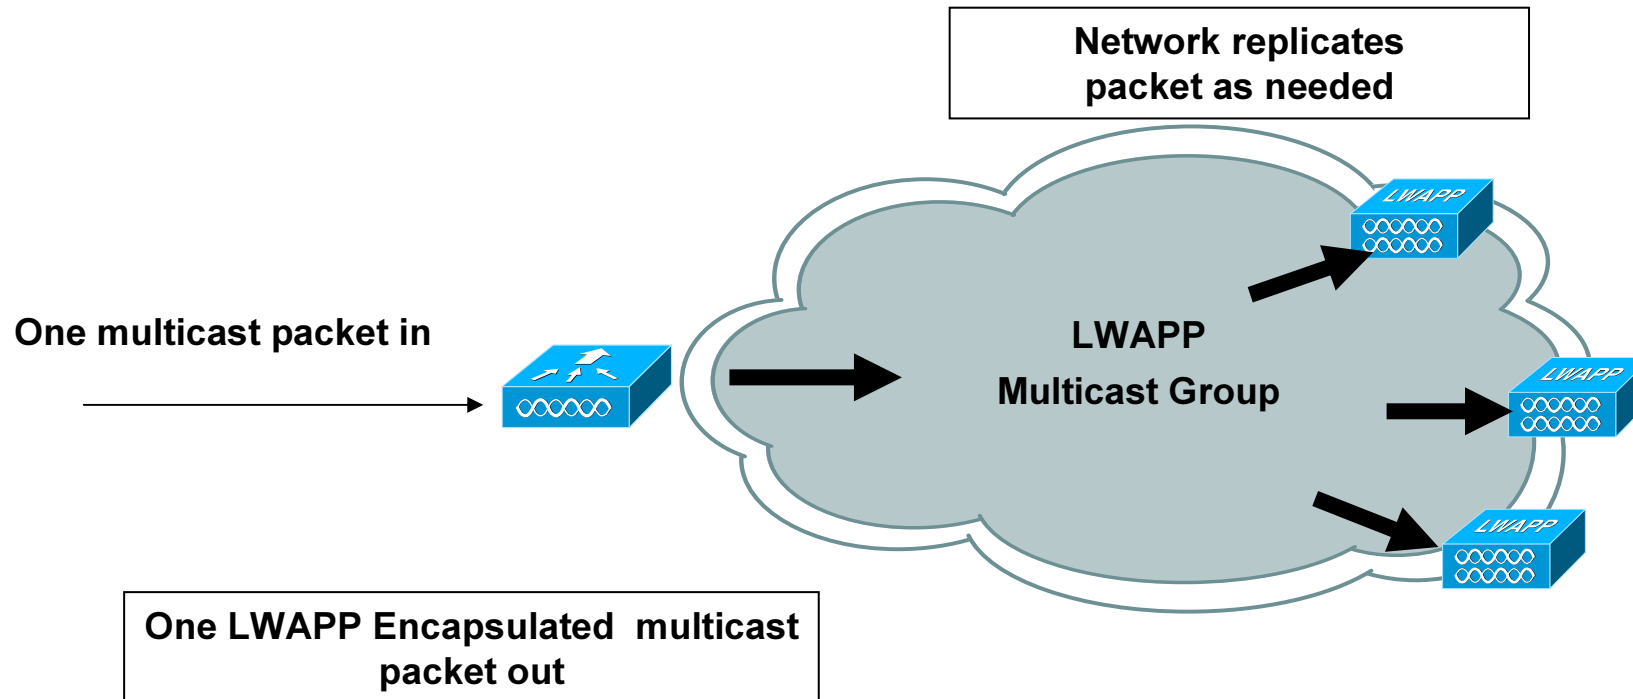 Network replicates
packet as needed
LWAPP
One multicast packet in
LWAPP
Multicast Group
LWAPP
LWAPP
One LWAPP Encapsulated  multicast
packet out